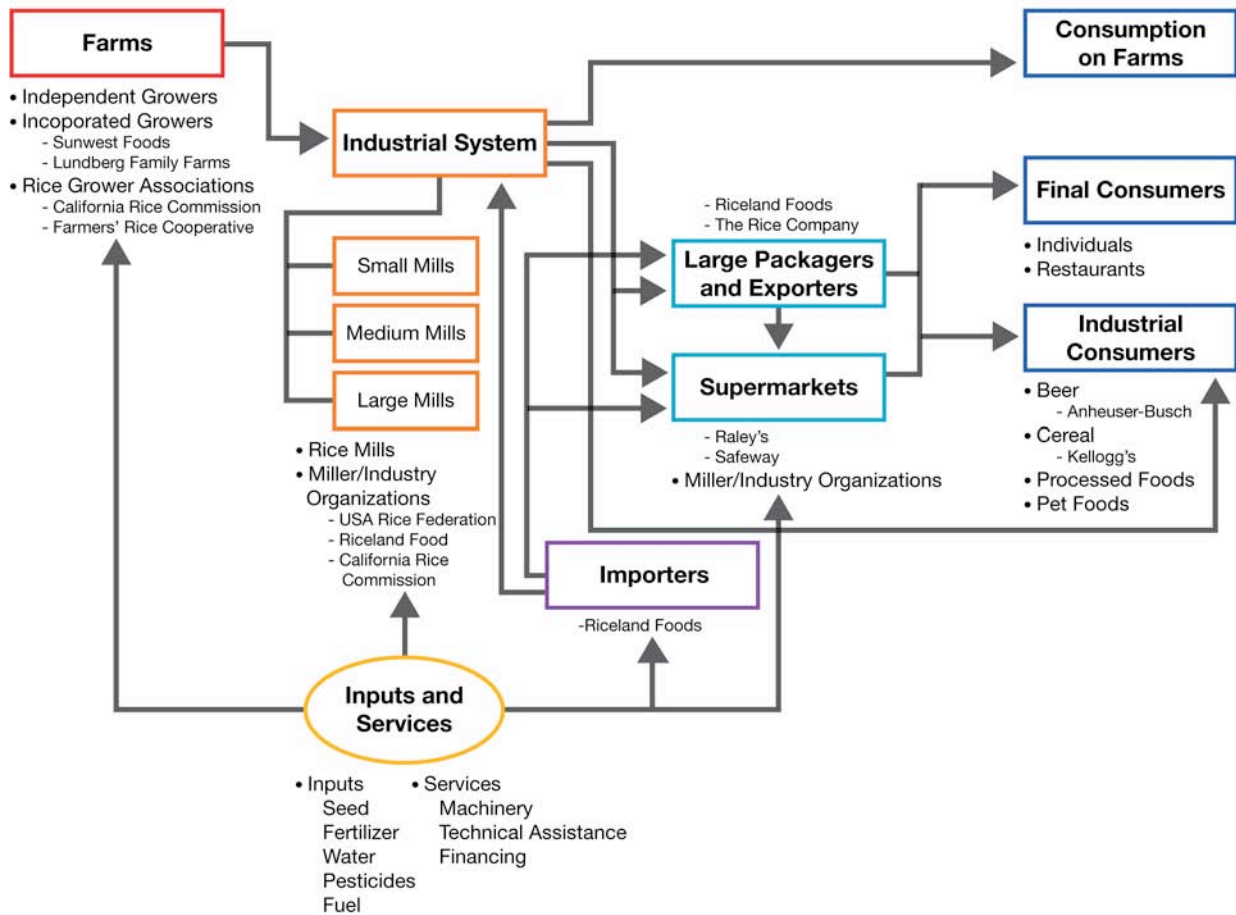 Farms
• Independent Growers
• Incoporated Growers
- Sunwest Foods
- Lundberg Family Farms
• Rice Grower Associations
- California Rice Commission
- Farmers' Rice Cooperative
Industrial System
Small Mills
Medium Mills
Large Mills
• Rice Mills
• Miller/Industry
Organizations
- USA Rice Federation
- Riceland Food
- California Rice
Commission
- Riceland Foods
- The Rice Company
Large Packagers
and Exporters
Supermarkets
- Raley's
- Safeway
• Miller/Industry Organizations
Importers
-Riceland Foods
Consumption
on Farms
Final Consumers
• Individuals
• Restaurants
Industrial
Consumers
• Beer
- Anheuser-Busch
• Cereal
- Kellogg's
• Processed Foods
• Pet Foods
Inputs and
Services
• Inputs
Seed
Fertilizer
Water
Pesticides
Fuel
• Services
Machinery
Technical Assistance
Financing